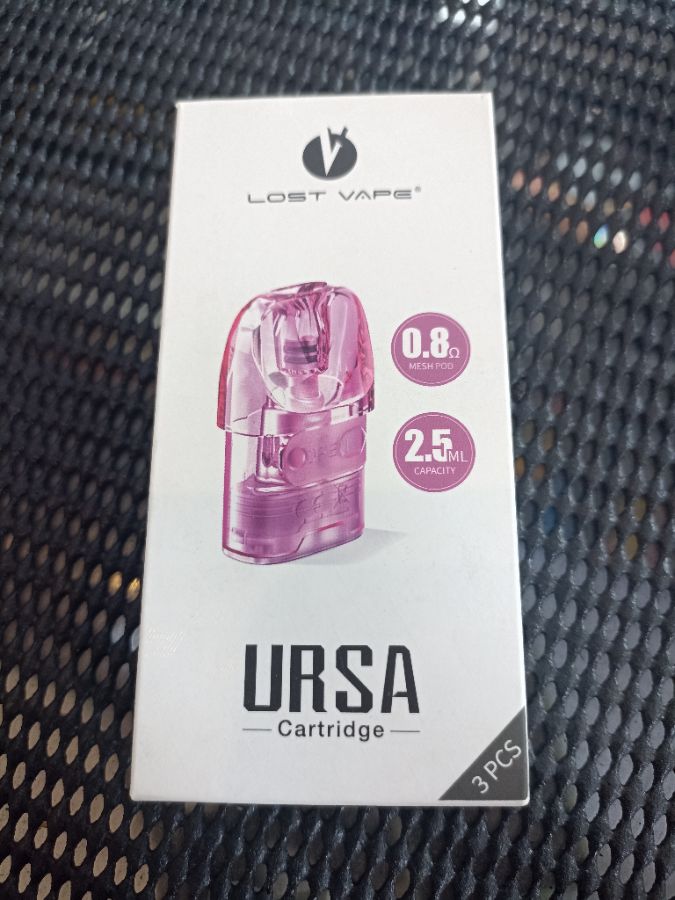 LOST VAPE®
0.8Ω
MESH POD
2.5ML
CAPACITY
URSA
Cartridge
3 PCS